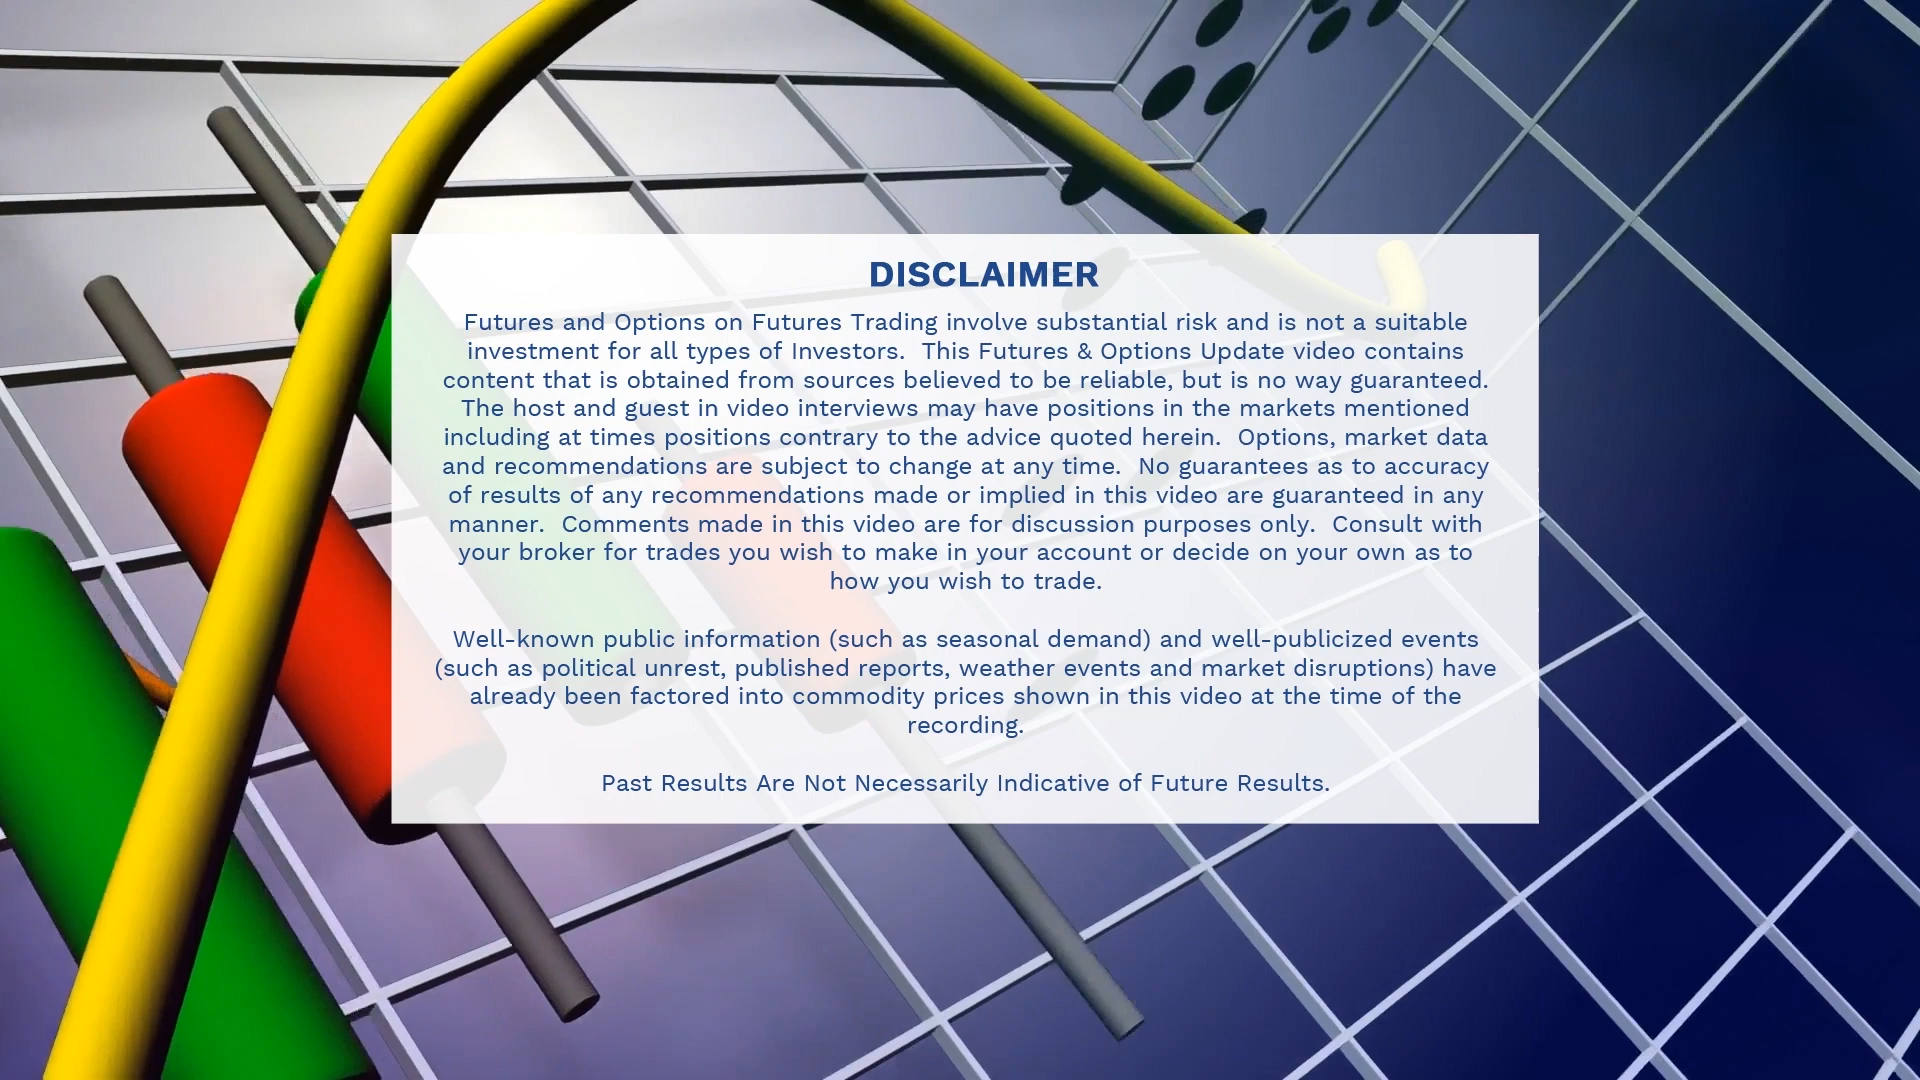 DISCLAIMER
Futures and Options on Futures Trading involve substantial risk and is not a suitable
investment for all types of Investors.  This Futures & Options Update video contains
content that is obtained from sources believed to be reliable, but is no way guaranteed.
The host and guest in video interviews may have positions in the markets mentioned
including at times positions contrary to the advice quoted herein.  Options, market data
and recommendations are subject to change at any time.  No guarantees as to accuracy
of results of any recommendations made or implied in this video are guaranteed in any
manner.  Comments made in this video are for discussion purposes only.  Consult with
your broker for trades you wish to make in your account or decide on your own as to
how you wish to trade.
Well-known public information (such as seasonal demand) and well-publicized events
(such as political unrest, published reports, weather events and market disruptions) have
already been factored into commodity prices shown in this video at the time of the
recording.
Past Results Are Not Necessarily Indicative of Future Results.